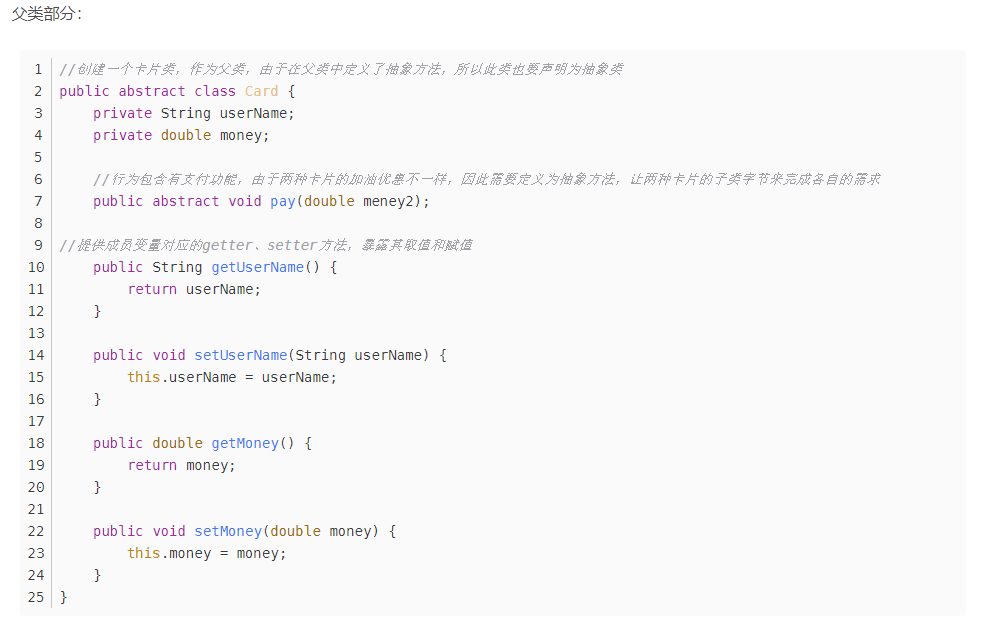 父类部分：
1 //创建一个卡片类，作为父类，由于在父类中定义了抽象方法，所以此类也要声明为抽象类
2 public abstract class Card {
3     private String userName;
4     private double money;
5
6     //行为包含有支付功能，由于两种卡片的加油优惠不一样，因此需要定义为抽象方法，让两种卡片的子类字节来完成各自的需求
7     public abstract void pay(double meney2);
8
9 //提供成员变量对应的getter、setter方法，暴露其取值和赋值
10     public String getUserName() {
11         return userName;
12     }
13
14     public void setUserName(String userName) {
15         this.userName = userName;
16     }
17
18     public double getMoney() {
19         return money;
20     }
21
22     public void setMoney(double money) {
23         this.money = money;
24     }
25 }